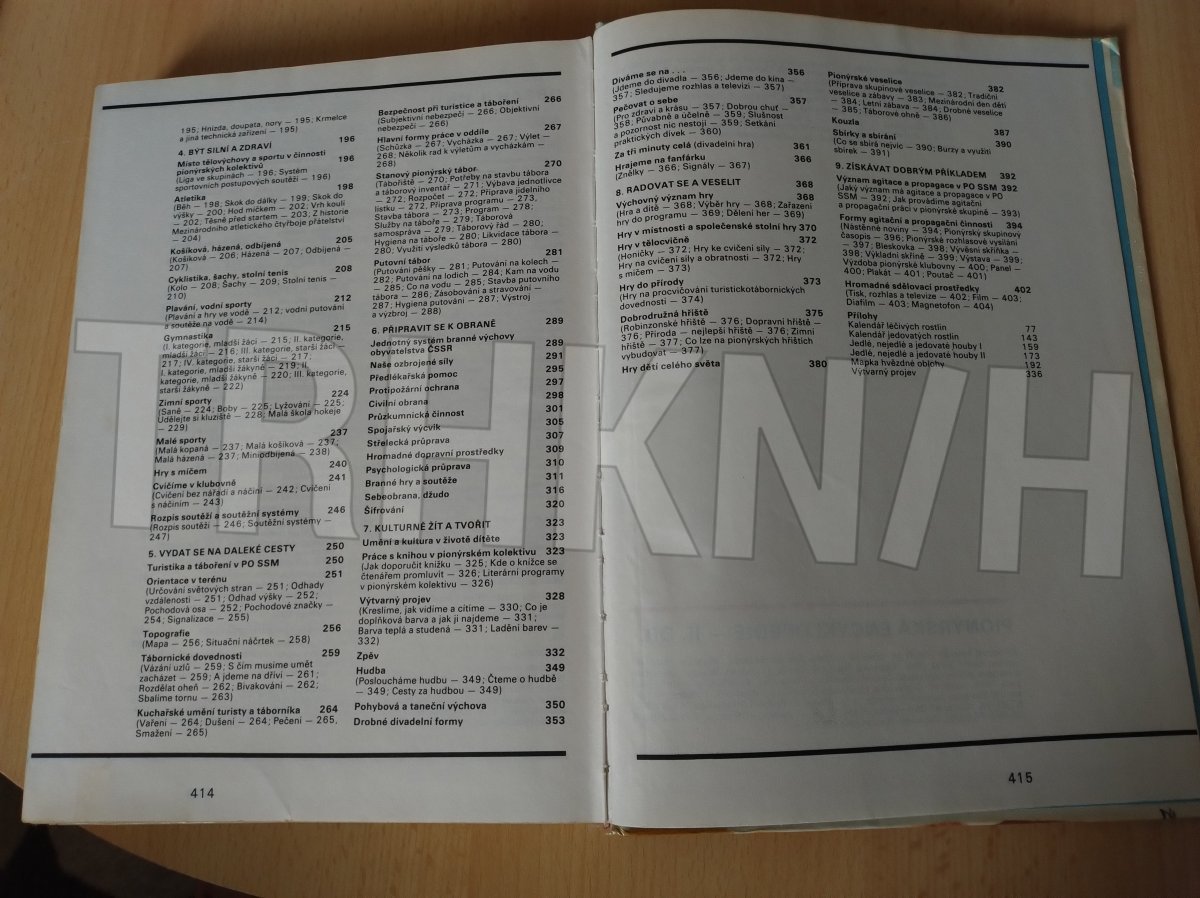 195; Hnízda, doupata, nory — 195; Krmelce
a jiná technická zařízení — 195)
4. BÝT SILNÍ A ZDRAVÍ 196
Místo tělovýchovy a sportu v činnosti
pionýrských kolektivů 196
(Liga ve skupinách — 196; Systém
sportovních postupových soutěží — 196)
Atletika 198
(Běh — 198; Skok do dálky — 199; Skok do
výšky — 200; Hod míčkem — 202; Vrh koulí
— 202; Těsně před startem — 203; Z historie
Mezinárodního atletického čtyřboje přátelství
— 204)
Košíková, házená, odbíjená 205
(Košíková — 206; Házená — 207; Odbíjená —
207)
Cyklistika, šachy, stolní tenis 208
(Kolo — 208; Šachy — 209; Stolní tenis —
210)
Plavání, vodní sporty 212
(Plavání a hry ve vodě — 212; vodní putování
a soutěže na vodě — 214)
Gymnastika 215
(I. kategorie, mladší žáci — 215; II. kategorie,
mladší žáci — 216; III. kategorie, starší žáci —
217; IV. kategorie, starší žáci — 217,
I. kategorie, mladší žákyně — 219; II.
kategorie, mladší žákyně — 220; III. kategorie,
starší žákyně — 222)
Zimní sporty 224
(Saně — 224; Boby — 225; Lyžování — 225;
Udělejte si kluziště — 228; Malá škola hokeje
— 229)
Malé sporty 237
(Malá kopaná — 237; Malá košíková — 237;
Malá házená — 237; Miniodbíjená — 238)
Hry s míčem 240
Cvičíme v klubovně 241
(Cvičení bez nářadí a náčiní — 242; Cvičení
s náčiním — 243)
Rozpis soutěží a soutěžní systémy 246
(Rozpis soutěží — 246; Soutěžní systémy —
247)
5. VYDAT SE NA DALEKÉ CESTY 250
Turistika a táboření v PO SSM 250
Orientace v terénu 251
(Určování světových stran — 251; Odhady
vzdálenosti — 251; Odhad výšky — 252;
Pochodová osa — 252; Pochodové značky —
254; Signalizace — 255)
Topografie 256
(Mapa — 256; Situační náčrtek — 258)
Tábornické dovednosti 259
(Vázání uzlů — 259; S čím musíme umět
zacházet — 259; A jdeme na dříví — 261;
Rozdělat oheň — 262; Bivakování — 262;
Sbalíme tornu — 263)
Kuchařské umění turisty a táborníka 264
(Vaření — 264; Dušení — 264; Pečení — 265,
Smažení — 265)
Bezpečnost při turistice a táboření 266
(Subjektivní nebezpečí — 266, Objektivní
nebezpečí — 266)
Hlavní formy práce v oddíle 267
(Schůzka — 267; Vycházka — 267; Výlet —
268; Několik rad k výletům a vycházkám —
268)
Stanový pionýrský tábor 270
(Tábořiště — 270; Potřeby na stavbu tábora
a táborový inventář — 271; Výbava jednotlivce
— 272; Rozpočet — 272; Příprava jídelního
lístku — 272, Příprava programu — 273,
Stavba tábora — 273; Program — 278;
Služby na táboře — 279; Táborová
samospráva — 279; Táborový řád — 280;
Hygiena na táboře — 280; Likvidace tábora —
280; Využití výsledků tábora — 280)
Putovní tábor 281
(Putování pěšky — 281; Putování na kolech —
282; Putování na lodích — 284; Kam na vodu
— 285; Co na vodu — 285; Stavba putovního
tábora — 286; Zásobování a stravování —
287; Hygiena putování — 287; Výstroj
a výzbroj — 288)
6. PŘIPRAVIT SE K OBRANĚ 289
Jednotný systém branné výchovy
obyvatelstva ČSSR 289
Naše ozbrojené síly 291
Předlékařská pomoc 295
Protipožární ochrana 297
Civilní obrana 298
Průzkumnická činnost 301
Spojařský výcvik 305
Střelecká průprava 307
Hromadné dopravní prostředky 309
Psychologická průprava 310
Branné hry a soutěže 311
Sebeobrana, džudo 316
Šifrování 320
7. KULTURNĚ ŽÍT A TVOŘIT 323
Umění a kultura v životě dítěte 323
Práce s knihou v pionýrském kolektivu 323
(Jak doporučit knížku — 325; Kde o knížce se
čtenářem promluvit — 326; Literární programy
v pionýrském kolektivu — 326)
Výtvarný projev 328
(Kreslíme, jak vidíme a cítíme — 330; Co je
doplňková barva a jak ji najdeme — 331;
Barva teplá a studená — 331; Ladění barev —
332)
Zpěv 332
Hudba 349
(Posloucháme hudbu — 349; Čteme o hudbě
— 349; Cesty za hudbou — 349)
Pohybová a taneční výchova 350
Drobné divadelní formy 353
414
Díváme se na . . . 356
(Jdeme do divadla — 356; Jdeme do kina —
357; Sledujeme rozhlas a televizi — 357)
Pečovat o sebe 357
(Pro zdraví a krásu — 357; Dobrou chuť —
358; Půvabně a účelně — 359; Slušnost
a pozornost nic nestojí — 359; Setkání
praktických dívek — 360)
Za tři minuty celá (divadelní hra) 361
Hrajeme na fanfárku 366
(Znělky — 366; Signály — 367)
8. RADOVAT SE A VESELIT 368
Výchovný význam hry 368
(Hra a dítě — 368; Výběr hry — 368; Zařazení
hry do programu — 369; Dělení her — 369)
Hry v místnosti a společenské stolní hry 370
Hry v tělocvičně 372
(Honičky — 372; Hry ke cvičení síly — 372;
Hry na cvičení síly a obratnosti — 372; Hry
s míčem — 373)
Hry do přírody 373
(Hry na procvičování turistickotábornických
dovedností — 374)
Dobrodružná hřiště 375
(Robinzonské hřiště — 376; Dopravní hřiště —
376; Příroda — nejlepší hřiště — 376; Zimní
hřiště — 377; Co lze na pionýrských hřištích
vybudovat — 377)
Hry dětí celého světa 380
Pionýrské veselice 382
(Příprava skupinové veselice — 382; Tradiční
veselice a zábavy — 383; Mezinárodní den dětí
— 384; Letní zábava — 384; Drobné veselice
— 385; Táborové ohně — 386)
Kouzla 387
Sbírky a sbírání 390
(Co se sbírá nejvíc — 390; Burzy a využití
sbírek — 391)
9. ZÍSKÁVAT DOBRÝM PŘÍKLADEM 392
Význam agitace a propagace v PO SSM 392
(Jaký význam má agitace a propagace v PO
SSM — 392; Jak provádíme agitační
a propagační práci v pionýrské skupině — 393)
Formy agitační a propagační činnosti 394
(Nástěnné noviny — 394; Pionýrský skupinový
časopis — 396; Pionýrské rozhlasové vysílání
— 397; Bleskovka — 398; Vývěsní skříňka —
398; Výkladní skříně — 399; Výstava — 399;
Výzdoba pionýrské klubovny — 400; Panel —
400; Plakát — 401; Poutač — 401)
Hromadné sdělovací prostředky 402
(Tisk, rozhlas a televize — 402; Film — 403;
Diafilm — 403; Magnetofon — 404)
Přílohy
Kalendář léčivých rostlin 77
Kalendář jedovatých rostlin 143
Jedlé, nejedlé a jedovaté houby I 159
Jedlé, nejedlé a jedovaté houby II 173
Mapka hvězdné oblohy 192
Výtvarný projev 336
415
TRHKNIH